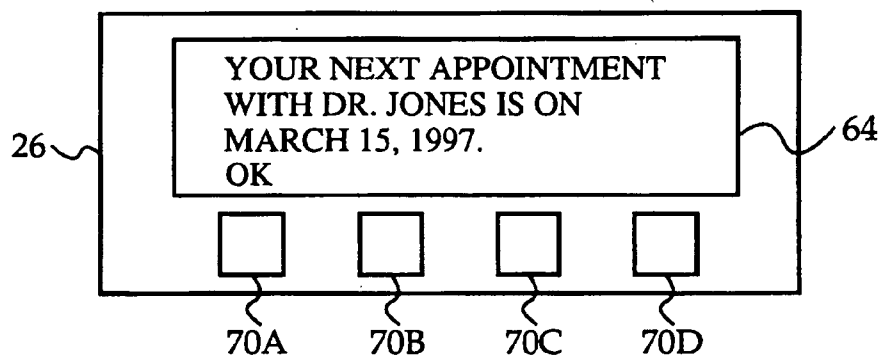 YOUR NEXT APPOINTMENT
WITH DR. JONES IS ON
MARCH 15, 1997.
OK
26
64
70A 70B 70C 70D